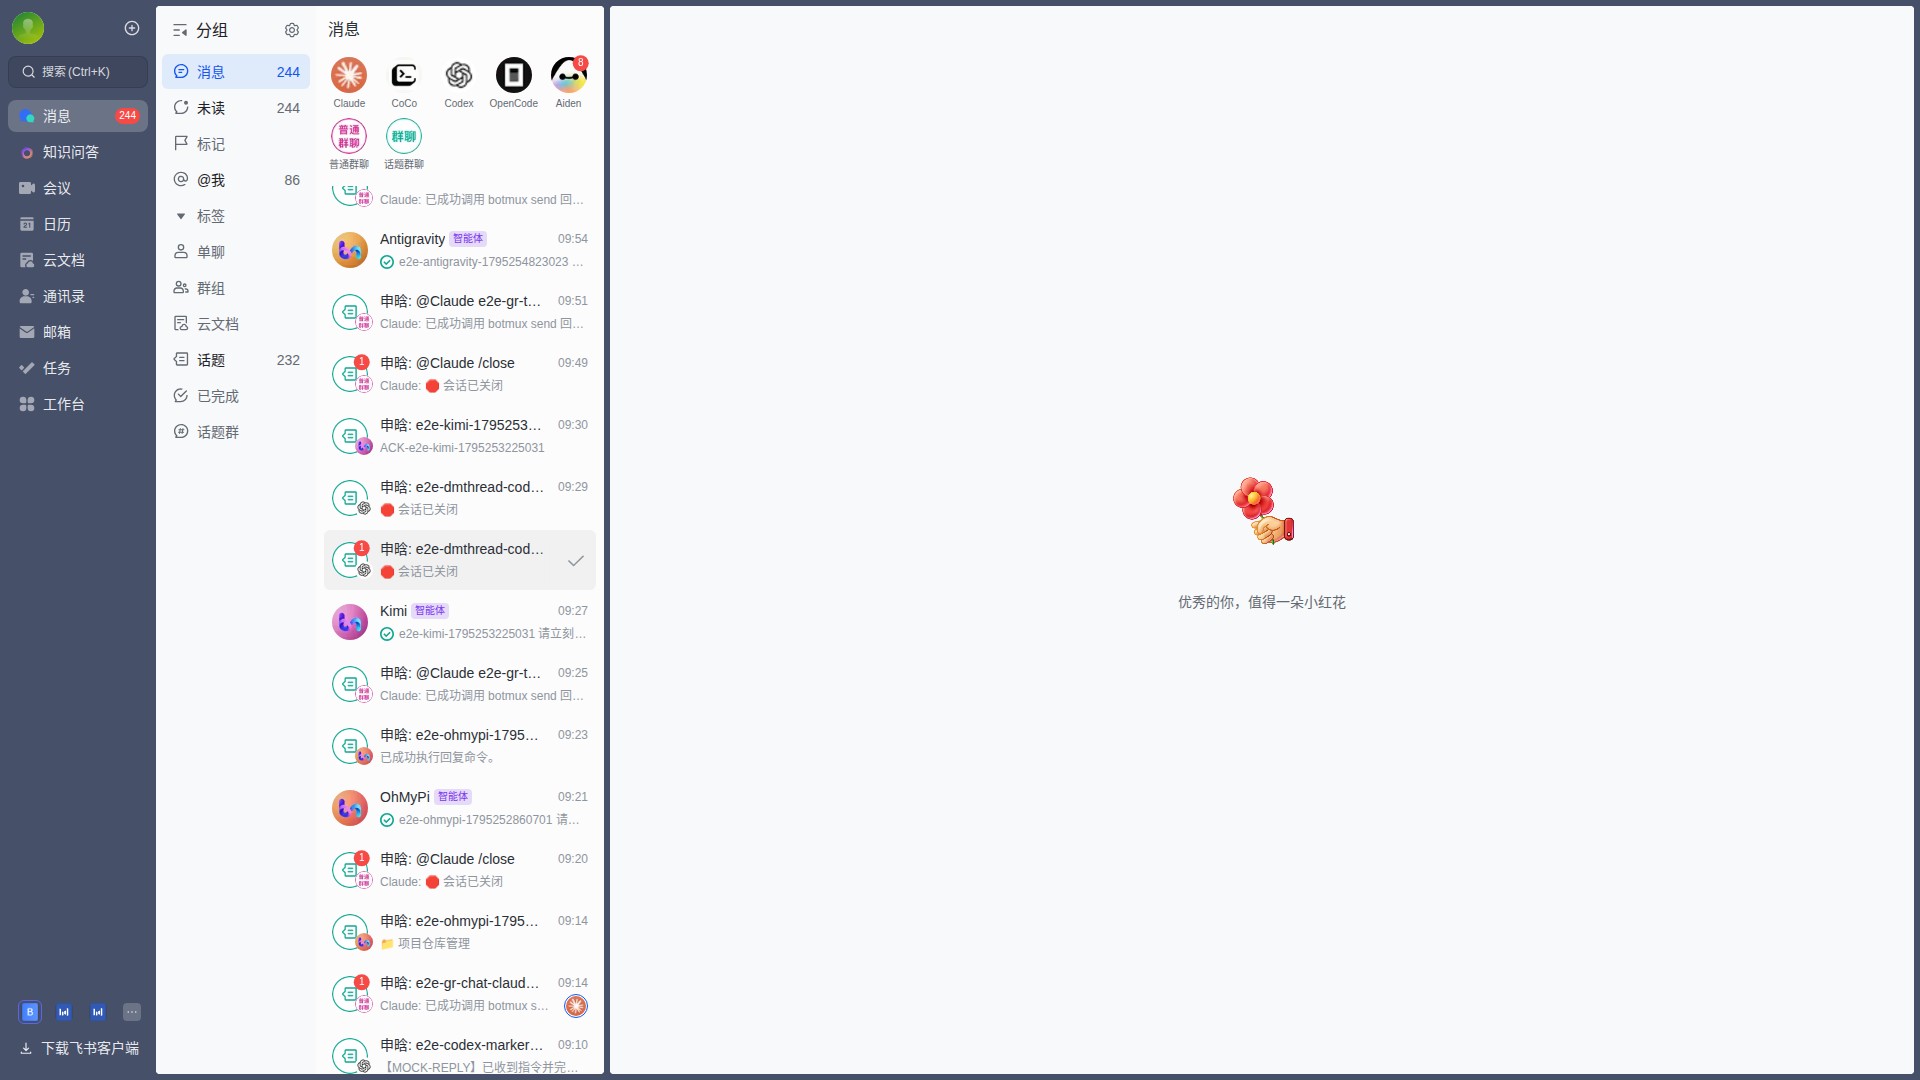 搜索 (Ctrl+K)
消息
244
知识问答
会议
日历
云文档
通讯录
邮箱
任务
工作台
下载飞书客户端
分组
消息 244
未读 244
标记
@我 86
标签
单聊
群组
云文档
话题 232
已完成
话题群
消息
8
Claude
CoCo
Codex
OpenCode
Aiden
普通
群聊
群聊
普通群聊
话题群聊
Claude: 已成功调用 botmux send 回…
Antigravity 智能体 09:54
e2e-antigravity-1795254823023 …
申晗: @Claude e2e-gr-t… 09:51
Claude: 已成功调用 botmux send 回…
1
申晗: @Claude /close 09:49
Claude: 🛑 会话已关闭
申晗: e2e-kimi-1795253… 09:30
ACK-e2e-kimi-1795253225031
申晗: e2e-dmthread-cod… 09:29
🛑 会话已关闭
1
申晗: e2e-dmthread-cod…
🛑 会话已关闭
Kimi 智能体 09:27
e2e-kimi-1795253225031 请立刻…
申晗: @Claude e2e-gr-t… 09:25
Claude: 已成功调用 botmux send 回…
申晗: e2e-ohmypi-1795… 09:23
已成功执行回复命令。
OhMyPi 智能体 09:21
e2e-ohmypi-1795252860701 请…
1
申晗: @Claude /close 09:20
Claude: 🛑 会话已关闭
申晗: e2e-ohmypi-1795… 09:14
📁 项目仓库管理
1
申晗: e2e-gr-chat-claud… 09:14
Claude: 已成功调用 botmux s…
申晗: e2e-codex-marker… 09:10
【MOCK-REPLY】已收到指令并完…
优秀的你，值得一朵小红花